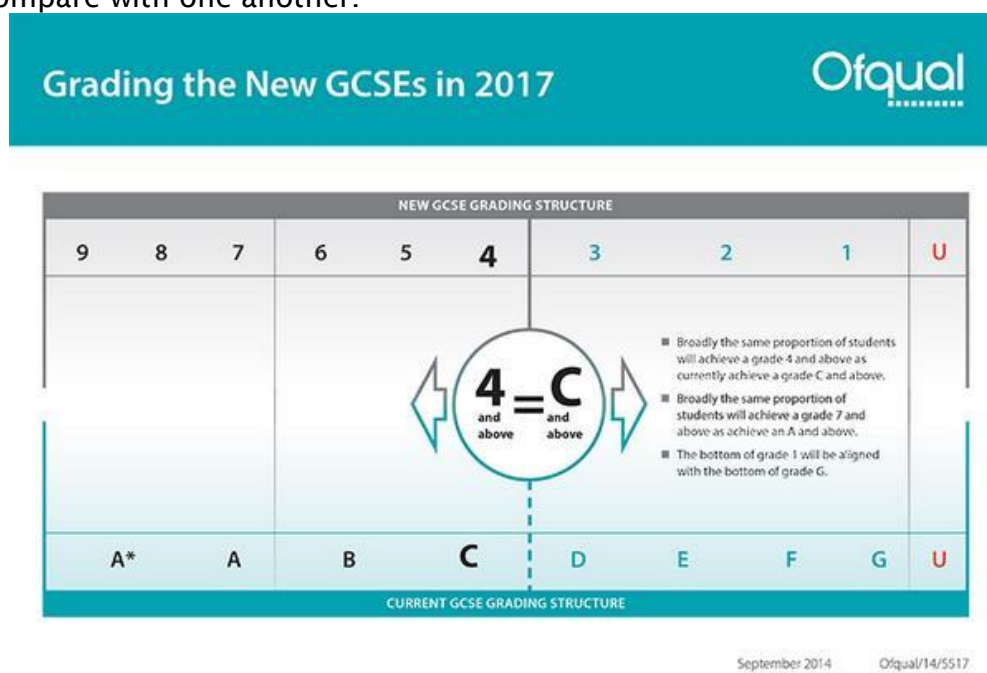 compare with one another.
Grading the New GCSEs in 2017
Ofqual
NEW GCSE GRADING STRUCTURE
9 8 7 6 5 4 3 2 1 U
4 and above = C and above
■ Broadly the same proportion of students
will achieve a grade 4 and above as
currently achieve a grade C and above.
■ Broadly the same proportion of
students will achieve a grade 7 and
above as achieve an A and above.
■ The bottom of grade 1 will be aligned
with the bottom of grade G.
A* A B C D E F G U
CURRENT GCSE GRADING STRUCTURE
September 2014 Ofqual/14/5517